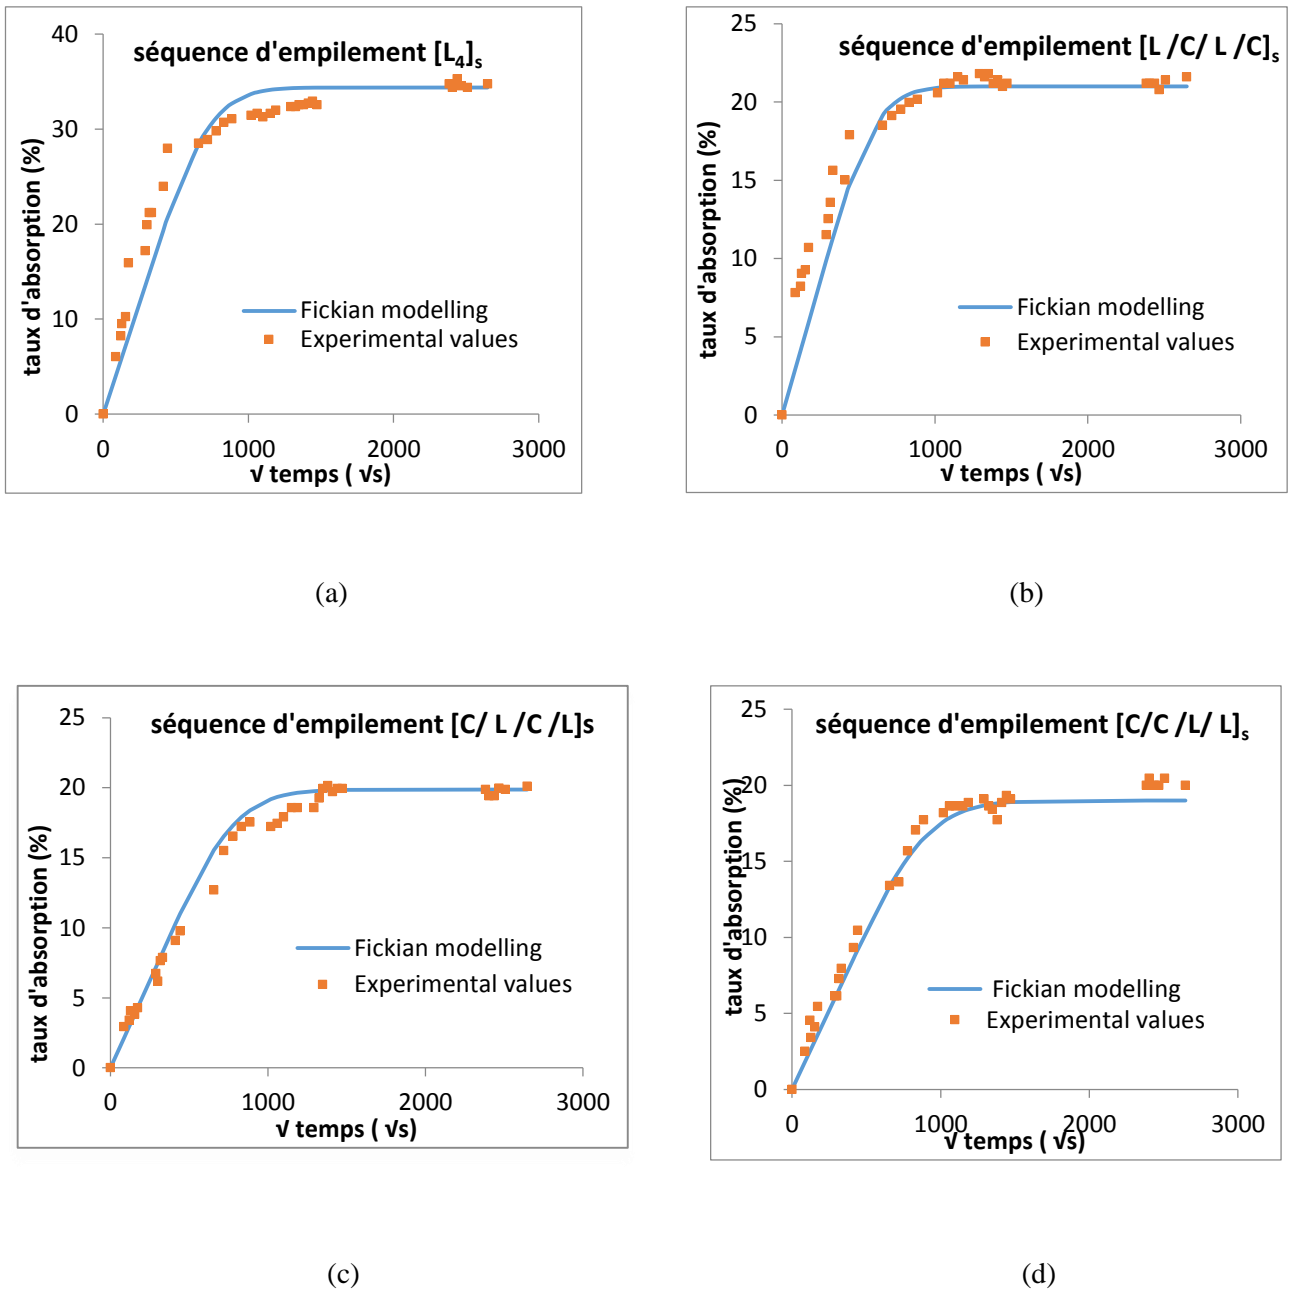 séquence d'empilement [L4]s
40
30
20
10
0
taux d'absorption (%)
Fickian modelling
Experimental values
0 1000 2000 3000
√ temps ( √s)
(a)
séquence d'empilement [L /C/ L /C]s
25
20
15
10
5
0
taux d'absorption (%)
Fickian modelling
Experimental values
0 1000 2000 3000
√ temps ( √s)
(b)
séquence d'empilement [C/ L /C /L]s
25
20
15
10
5
0
taux d'absorption (%)
Fickian modelling
Experimental values
0 1000 2000 3000
√ temps ( √s)
(c)
séquence d'empilement [C/C /L/ L]s
25
20
15
10
5
0
taux d'absorption (%)
Fickian modelling
Experimental values
0 1000 2000 3000
√ temps ( √s)
(d)